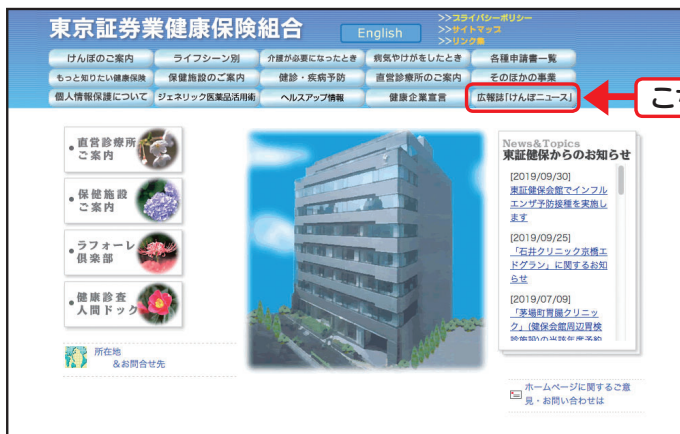 東京証券業健康保険組合
English
>>プライバシーポリシー
>>サイトマップ
>>リンク集
けんぽのご案内
ライフシーン別
介護が必要になったとき
病気やけがをしたとき
各種申請書一覧
もっと知りたい健康保険
保健施設のご案内
健診・疾病予防
直営診療所のご案内
そのほかの事業
個人情報保護について
ジェネリック医薬品活用術
ヘルスアップ情報
健康企業宣言
広報誌「けんぽニュース」
こ
・直営診療所
ご案内
・保健施設
ご案内
・ラフォーレ
倶楽部
・健康診査
人間ドック
所在地
&お問合せ先
News&Topics
東証健保からのお知らせ
[2019/09/30]
東証健保会館でインフル
エンザ予防接種を実施し
ます
[2019/09/25]
「石井クリニック京橋エ
ドグラン」に関するお知
らせ
[2019/07/09]
「茅場町胃腸クリニッ
ク」(健保会館周辺胃検
診施設)の当該年度予約
ホームページに関するご意
見・お問い合わせは